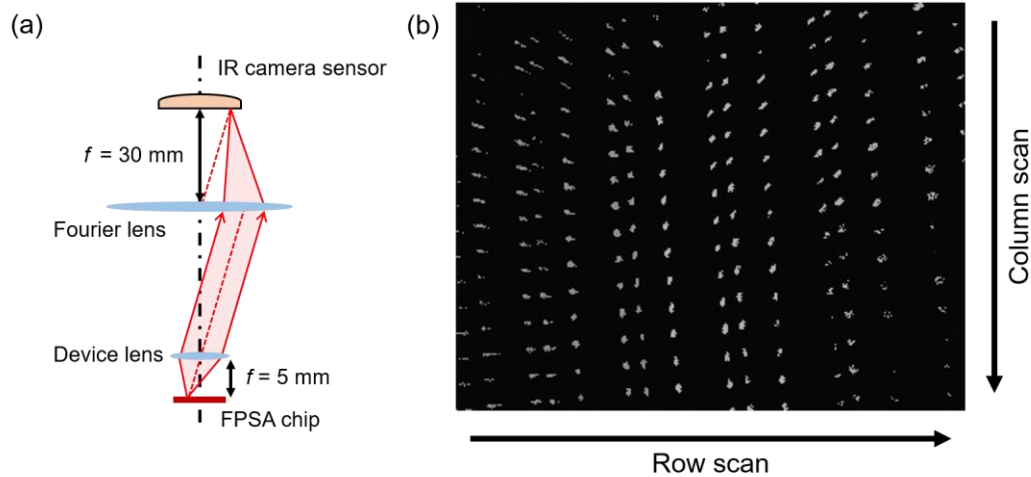 (a)
IR camera sensor
f = 30 mm
Fourier lens
Device lens
f = 5 mm
FPSA chip
(b)
Column scan
Row scan